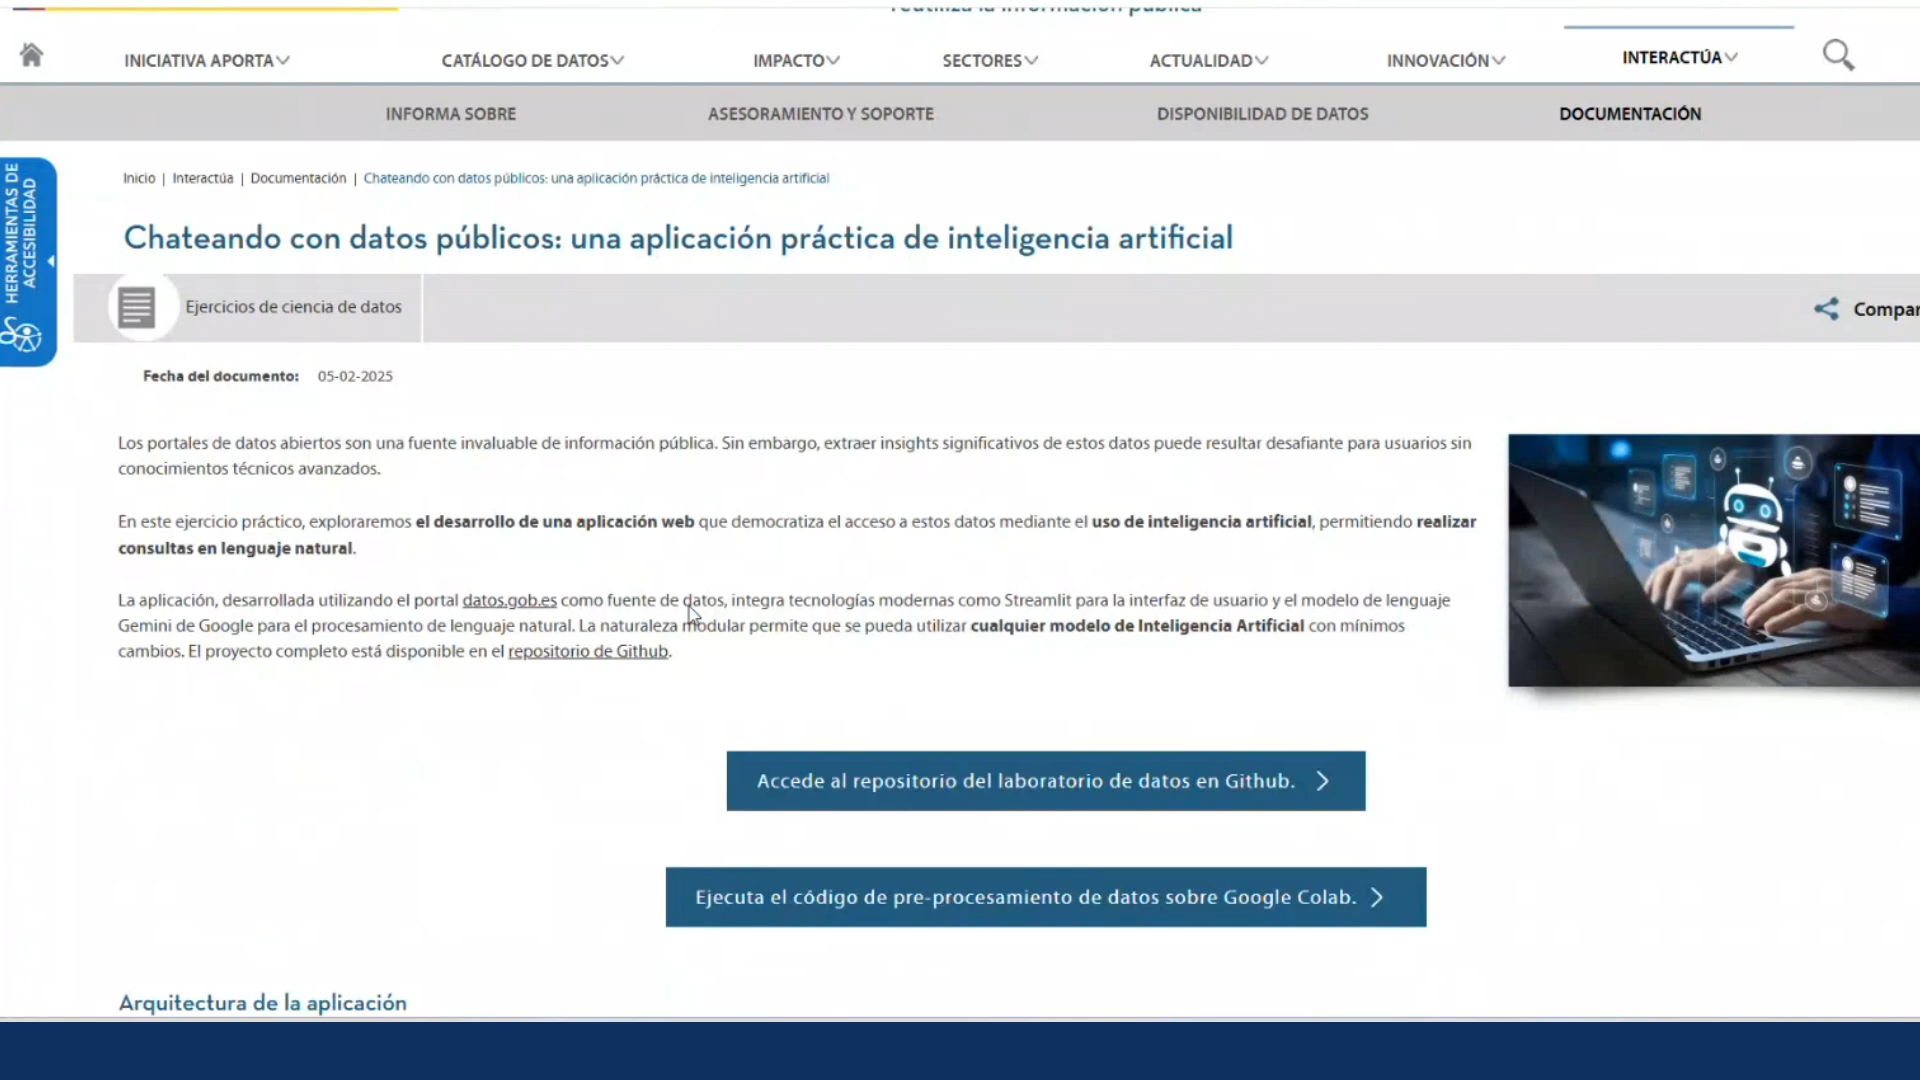 reutiliza la información pública
INICIATIVA APORTA
CATÁLOGO DE DATOS
IMPACTO
SECTORES
ACTUALIDAD
INNOVACIÓN
INTERACTÚA
INFORMA SOBRE
ASESORAMIENTO Y SOPORTE
DISPONIBILIDAD DE DATOS
DOCUMENTACIÓN
HERRAMIENTAS DE
ACCESIBILIDAD
Inicio | Interactúa | Documentación | Chateando con datos públicos: una aplicación práctica de inteligencia artificial
Chateando con datos públicos: una aplicación práctica de inteligencia artificial
Ejercicios de ciencia de datos
Compar
Fecha del documento: 05-02-2025
Los portales de datos abiertos son una fuente invaluable de información pública. Sin embargo, extraer insights significativos de estos datos puede resultar desafiante para usuarios sin
conocimientos técnicos avanzados.
En este ejercicio práctico, exploraremos el desarrollo de una aplicación web que democratiza el acceso a estos datos mediante el uso de inteligencia artificial, permitiendo realizar
consultas en lenguaje natural.
La aplicación, desarrollada utilizando el portal datos.gob.es como fuente de datos, integra tecnologías modernas como Streamlit para la interfaz de usuario y el modelo de lenguaje
Gemini de Google para el procesamiento de lenguaje natural. La naturaleza modular permite que se pueda utilizar cualquier modelo de Inteligencia Artificial con mínimos
cambios. El proyecto completo está disponible en el repositorio de Github.
Accede al repositorio del laboratorio de datos en Github.
Ejecuta el código de pre-procesamiento de datos sobre Google Colab.
Arquitectura de la aplicación